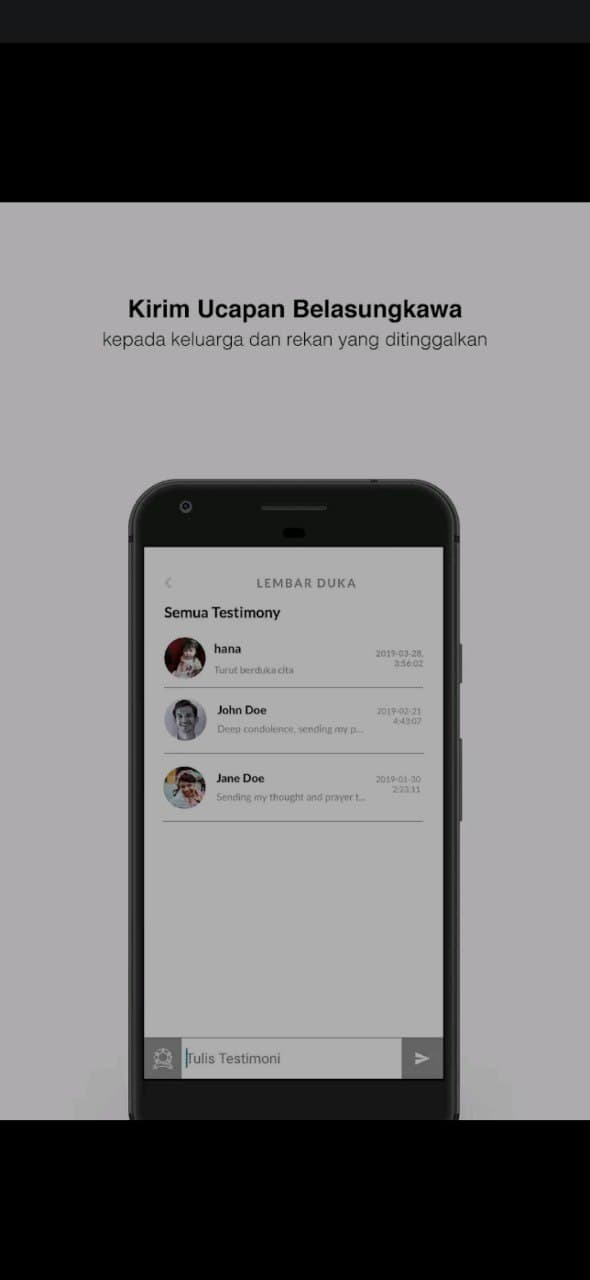 Kirim Ucapan Belasungkawa
kepada keluarga dan rekan yang ditinggalkan
LEMBAR DUKA
Semua Testimony
hana
2019-03-28,
3:56:02
Turut berduka cita
John Doe
2019-02-21
4:43:07
Deep condolence, sending my p...
Jane Doe
2019-01-30
2:23:11
Sending my thought and prayer t...
Tulis Testimoni